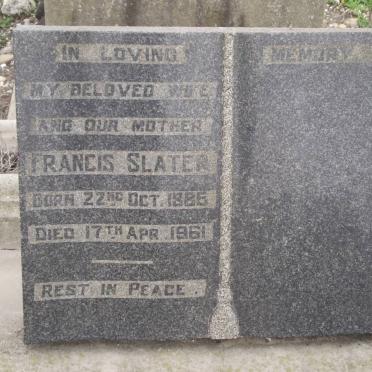 IN LOVING MEMORY
MY BELOVED WIFE
AND OUR MOTHER
FRANCIS SLATER
BORN 22ND OCT. 1886
DIED 17TH APR. 1961
REST IN PEACE.